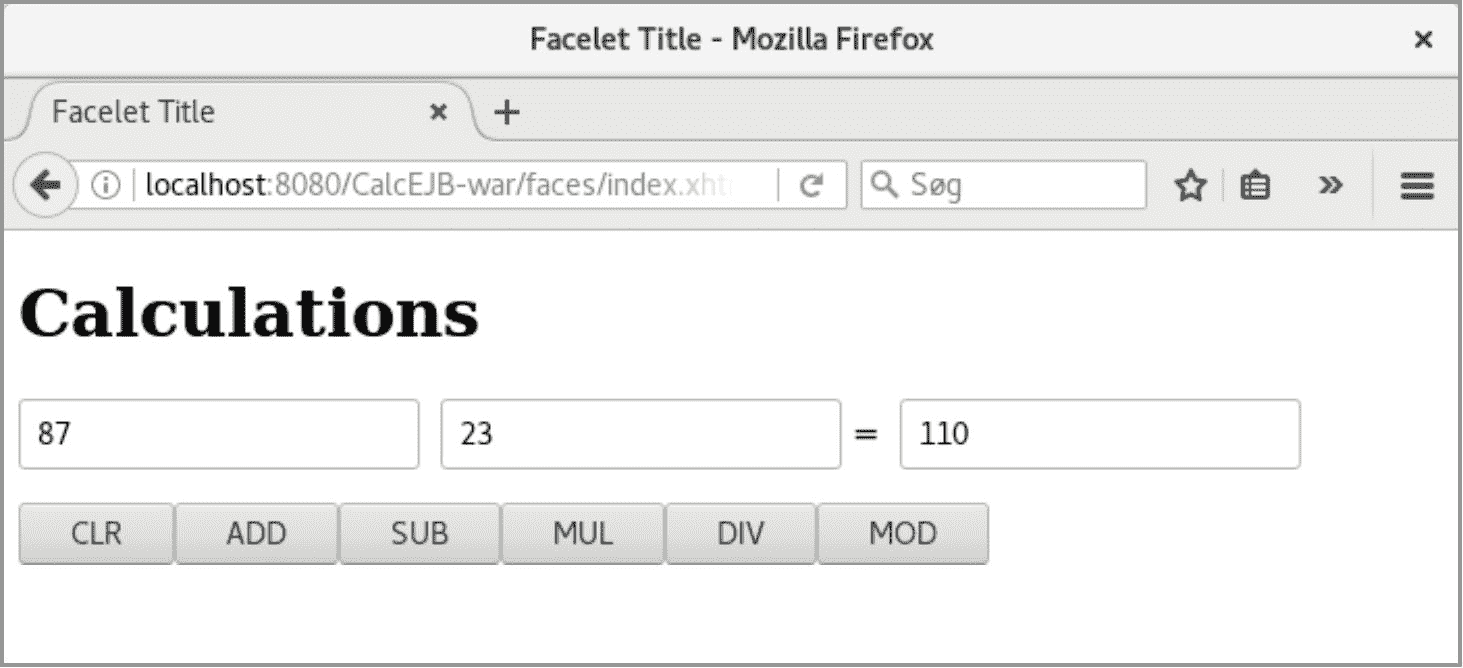 Facelet Title - Mozilla Firefox
Facelet Title
localhost:8080/CalcEJB-war/faces/index.xht
Søg
Calculations
87 23 = 110
CLR ADD SUB MUL DIV MOD